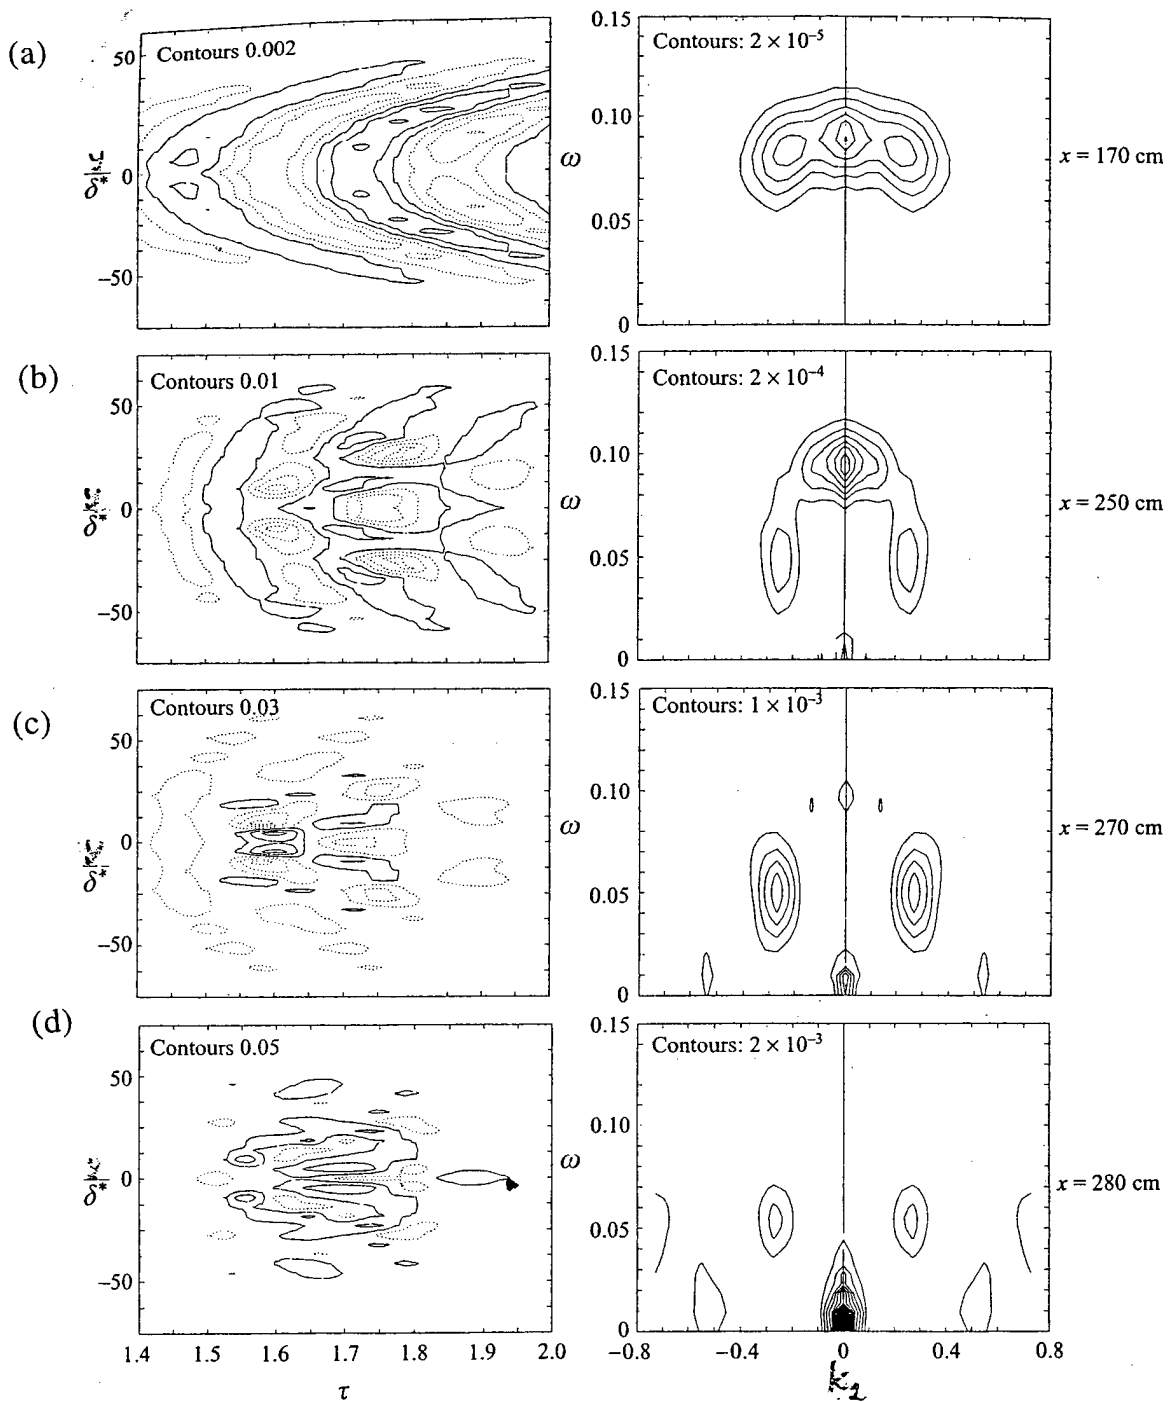 (a)
Contours 0.002
50
0
−50
Contours: 2 × 10⁻⁵
0.15
0.10
ω
0.05
0
x = 170 cm
(b)
Contours 0.01
50
0
−50
Contours: 2 × 10⁻⁴
0.15
0.10
ω
0.05
0
x = 250 cm
(c)
Contours 0.03
50
0
−50
Contours: 1 × 10⁻³
0.15
0.10
ω
0.05
0
x = 270 cm
(d)
Contours 0.05
50
0
−50
Contours: 2 × 10⁻³
0.15
0.10
ω
0.05
0
x = 280 cm
1.4 1.5 1.6 1.7 1.8 1.9 2.0
τ
−0.8 −0.4 0 0.4 0.8
k₂